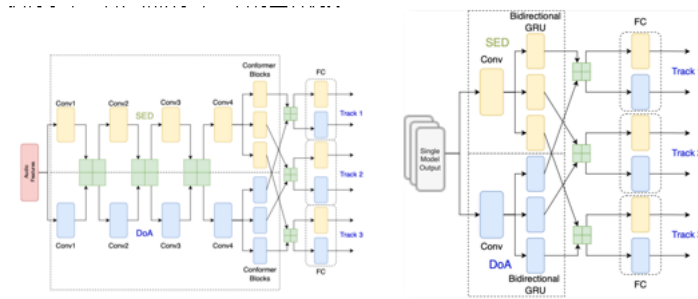 Conformer
Blocks
FC
Conv1
Conv2
Conv3
Conv4
SED
Track 1
Audio
Features
Track 2
DoA
Track 3
Conv1
Conv2
Conv3
Conv4
Conformer
Blocks
FC
Bidirectional
GRU
FC
SED
Conv
Track
Single
Model
Output
Track
Conv
Track
DoA
Bidirectional
GRU
FC